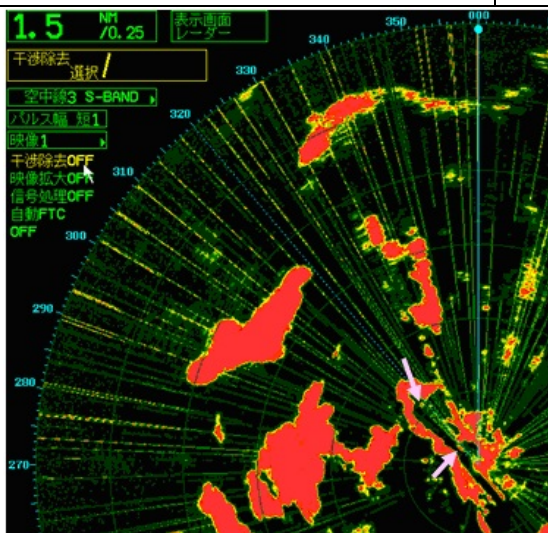 1.5 NM /0.25
表示画面
レーダー
干渉除去
選択
空中線3 S-BAND
パルス幅 短1
映像1
干渉除去OFF
映像拡大OFF
信号処理OFF
自動FTC
OFF
000
350
340
330
320
310
300
290
280
270